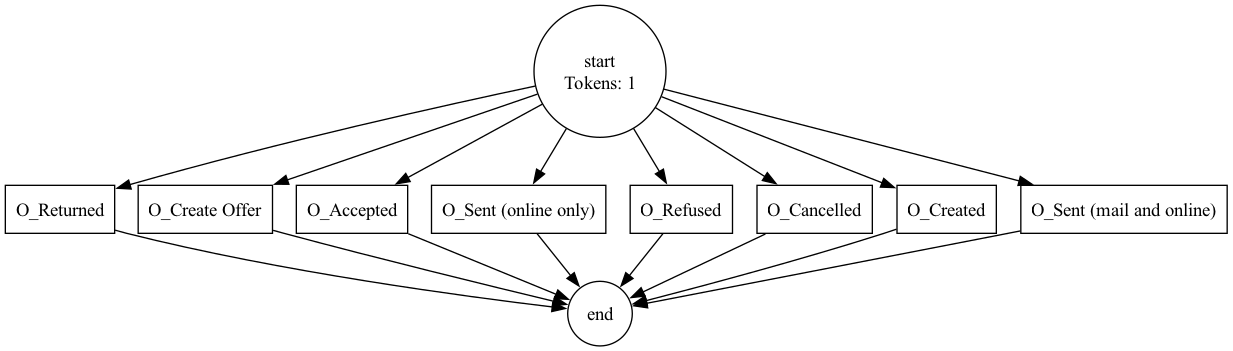 start
Tokens: 1
O_Returned
O_Create Offer
O_Accepted
O_Sent (online only)
O_Refused
O_Cancelled
O_Created
O_Sent (mail and online)
end